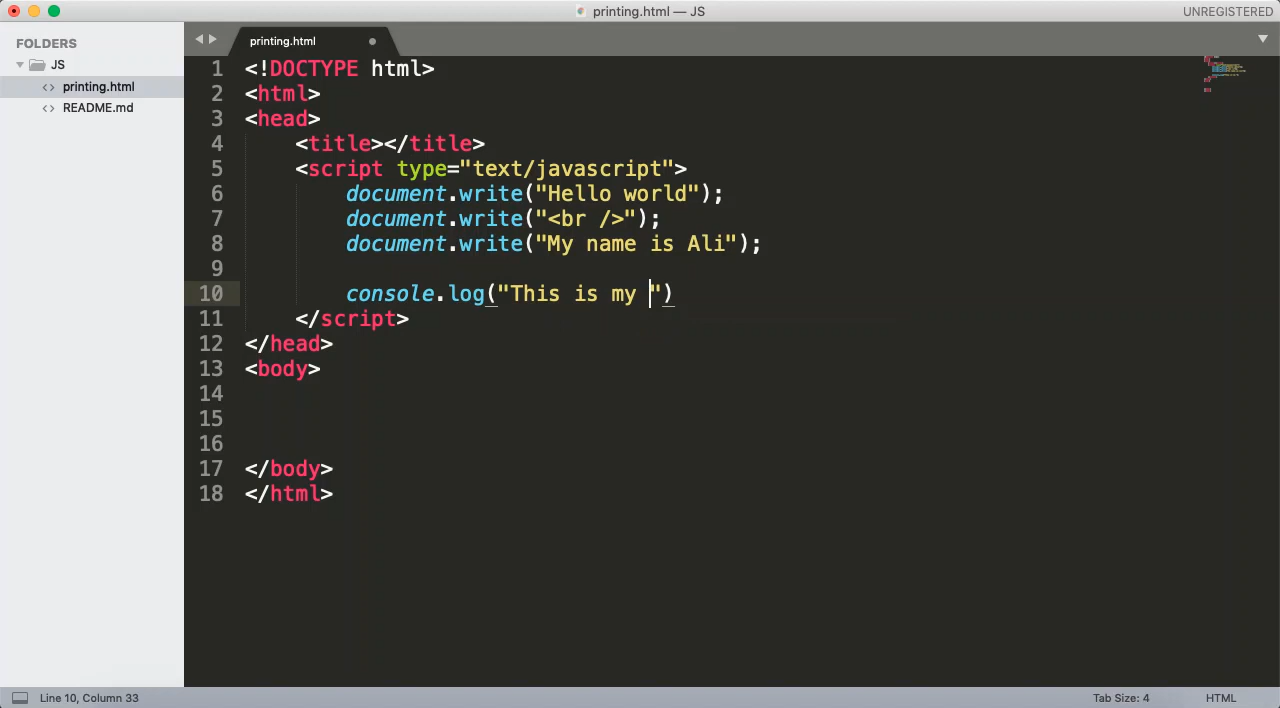 printing.html — JS
UNREGISTERED
FOLDERS
JS
printing.html
README.md
printing.html
1 <!DOCTYPE html>
2 <html>
3 <head>
4 <title></title>
5 <script type="text/javascript">
6 document.write("Hello world");
7 document.write("<br />");
8 document.write("My name is Ali");
9
10 console.log("This is my ")
11 </script>
12 </head>
13 <body>
14
15
16
17 </body>
18 </html>
Line 10, Column 33
Tab Size: 4
HTML